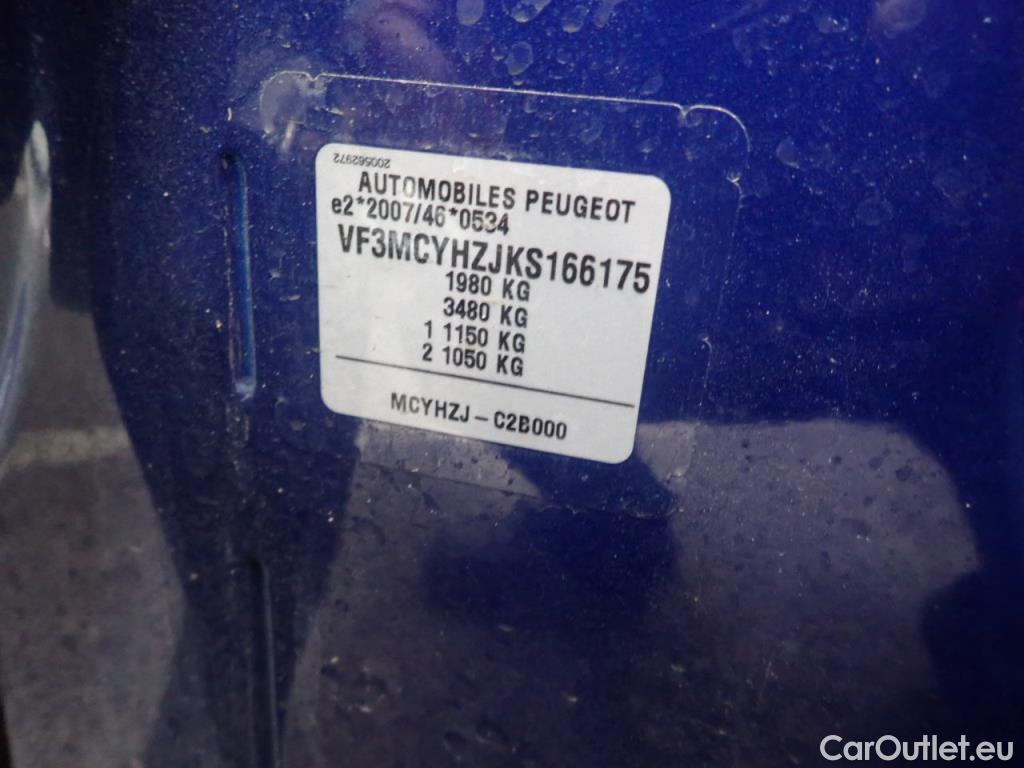 200562972
AUTOMOBILES PEUGEOT
e2*2007/46*0534
VF3MCYHZJKS166175
1980 KG
3480 KG
1 1150 KG
2 1050 KG
MCYHZJ – C2B000
CarOutlet.eu